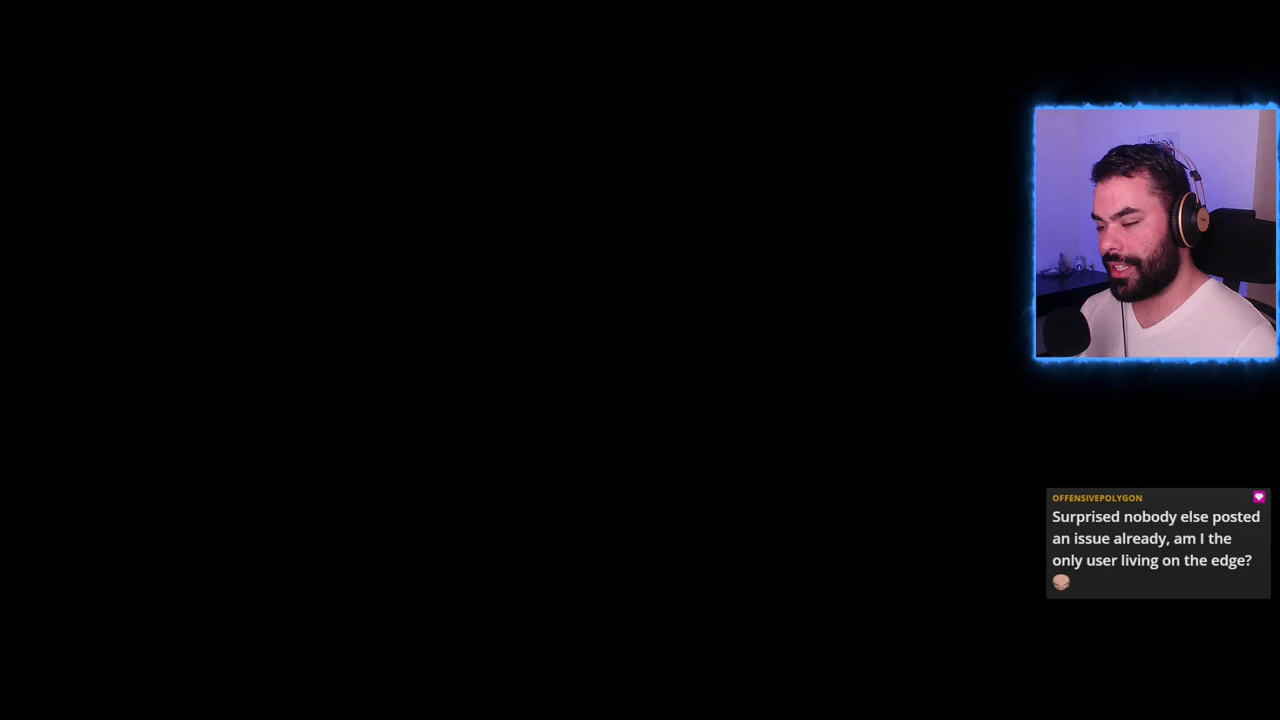 OFFENSIVEPOLYGON
Surprised nobody else posted
an issue already, am I the
only user living on the edge?